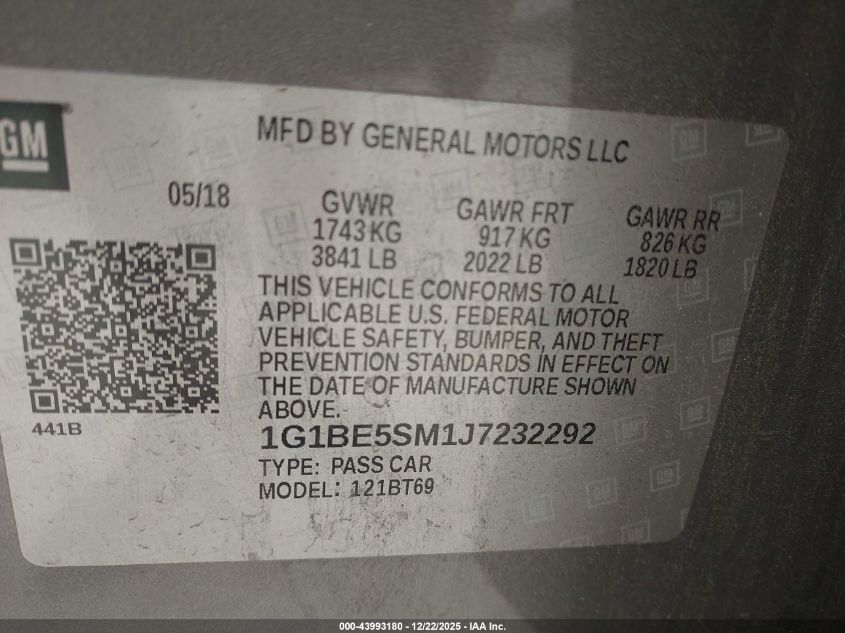 GM
MFD BY GENERAL MOTORS LLC
05/18
GVWR
1743 KG
3841 LB
GAWR FRT
917 KG
2022 LB
GAWR RR
826 KG
1820 LB
THIS VEHICLE CONFORMS TO ALL
APPLICABLE U.S. FEDERAL MOTOR
VEHICLE SAFETY, BUMPER, AND THEFT
PREVENTION STANDARDS IN EFFECT ON
THE DATE OF MANUFACTURE SHOWN
ABOVE.
441B
1G1BE5SM1J7232292
TYPE: PASS CAR
MODEL: 121BT69
000-43993180 - 12/22/2025 - IAA Inc.